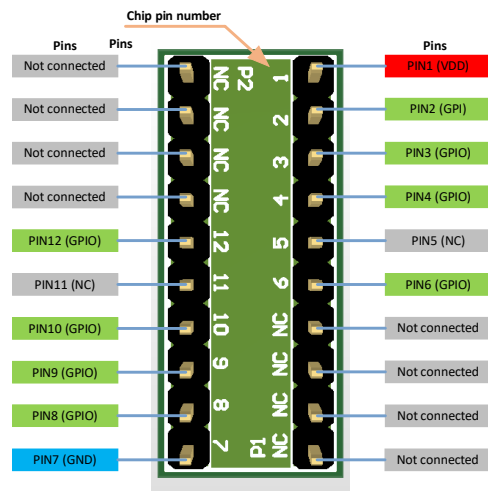 Chip pin number
Pins
Pins
Pins
Not connected
NC
P2
1
PIN1 (VDD)
Not connected
NC
2
PIN2 (GPI)
Not connected
NC
3
PIN3 (GPIO)
Not connected
NC
4
PIN4 (GPIO)
PIN12 (GPIO)
12
5
PIN5 (NC)
PIN11 (NC)
11
6
PIN6 (GPIO)
PIN10 (GPIO)
10
NC
Not connected
PIN9 (GPIO)
9
NC
Not connected
PIN8 (GPIO)
8
NC
Not connected
PIN7 (GND)
7
P1
NC
Not connected